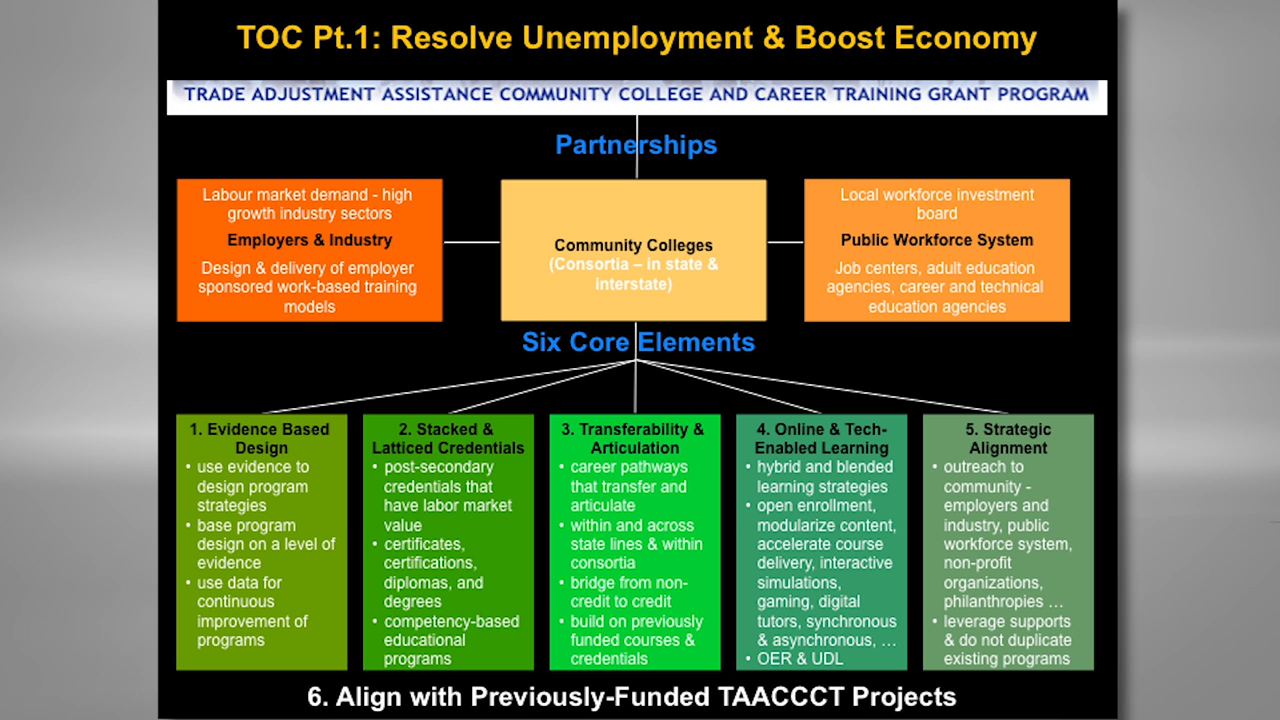 TOC Pt.1: Resolve Unemployment & Boost Economy
TRADE ADJUSTMENT ASSISTANCE COMMUNITY COLLEGE AND CAREER TRAINING GRANT PROGRAM
Partnerships
Labour market demand - high
growth industry sectors
Employers & Industry
Design & delivery of employer
sponsored work-based training
models
Community Colleges
(Consortia – in state &
interstate)
Local workforce investment
board
Public Workforce System
Job centers, adult education
agencies, career and technical
education agencies
Six Core Elements
1. Evidence Based
Design
• use evidence to
design program
strategies
• base program
design on a level of
evidence
• use data for
continuous
improvement of
programs
2. Stacked &
Latticed Credentials
• post-secondary
credentials that
have labor market
value
• certificates,
certifications,
diplomas, and
degrees
• competency-based
educational
programs
3. Transferability &
Articulation
• career pathways
that transfer and
articulate
• within and across
state lines & within
consortia
• bridge from non-
credit to credit
• build on previously
funded courses &
credentials
4. Online & Tech-
Enabled Learning
• hybrid and blended
learning strategies
• open enrollment,
modularize content,
accelerate course
delivery, interactive
simulations,
gaming, digital
tutors, synchronous
& asynchronous, …
• OER & UDL
5. Strategic
Alignment
• outreach to
community -
employers and
industry, public
workforce system,
non-profit
organizations,
philanthropies …
• leverage supports
& do not duplicate
existing programs
6. Align with Previously-Funded TAACCCT Projects